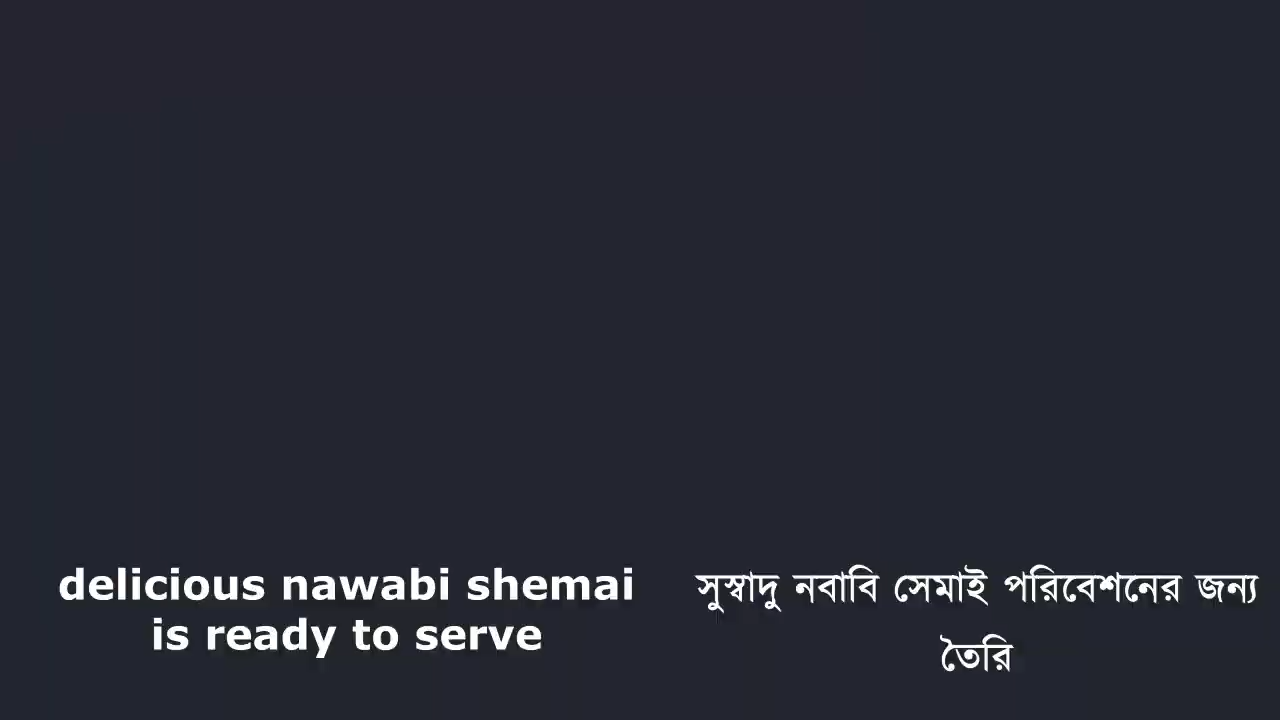 delicious nawabi shemai
is ready to serve
সুস্বাদু নবাবি সেমাই পরিবেশনের জন্য
তৈরি